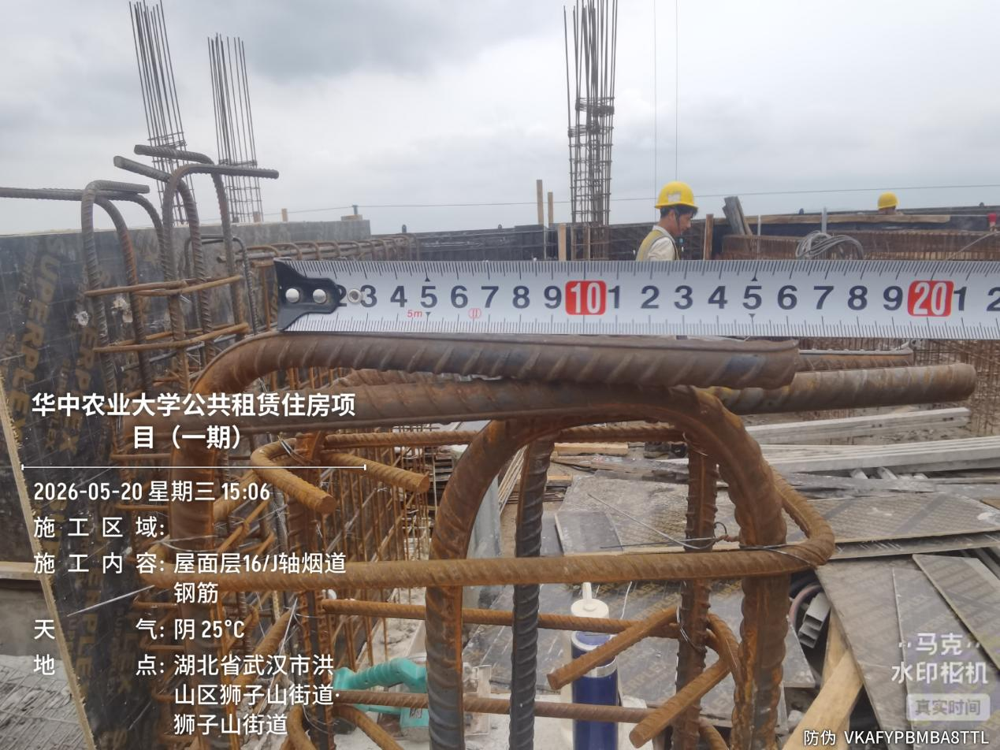 2 3 4 5 6 7 8 9 10 1 2 3 4 5 6 7 8 9 20 1 2
5m
SUPERPLEX
华中农业大学公共租赁住房项
目（一期）
2026-05-20 星期三 15:06
施工区域:
施工内容: 屋面层16/J轴烟道
钢筋
天气: 阴 25°C
地点: 湖北省武汉市洪
山区狮子山街道·
狮子山街道
马克
水印相机
真实时间
防伪 VKAFYPBMBA8TTL